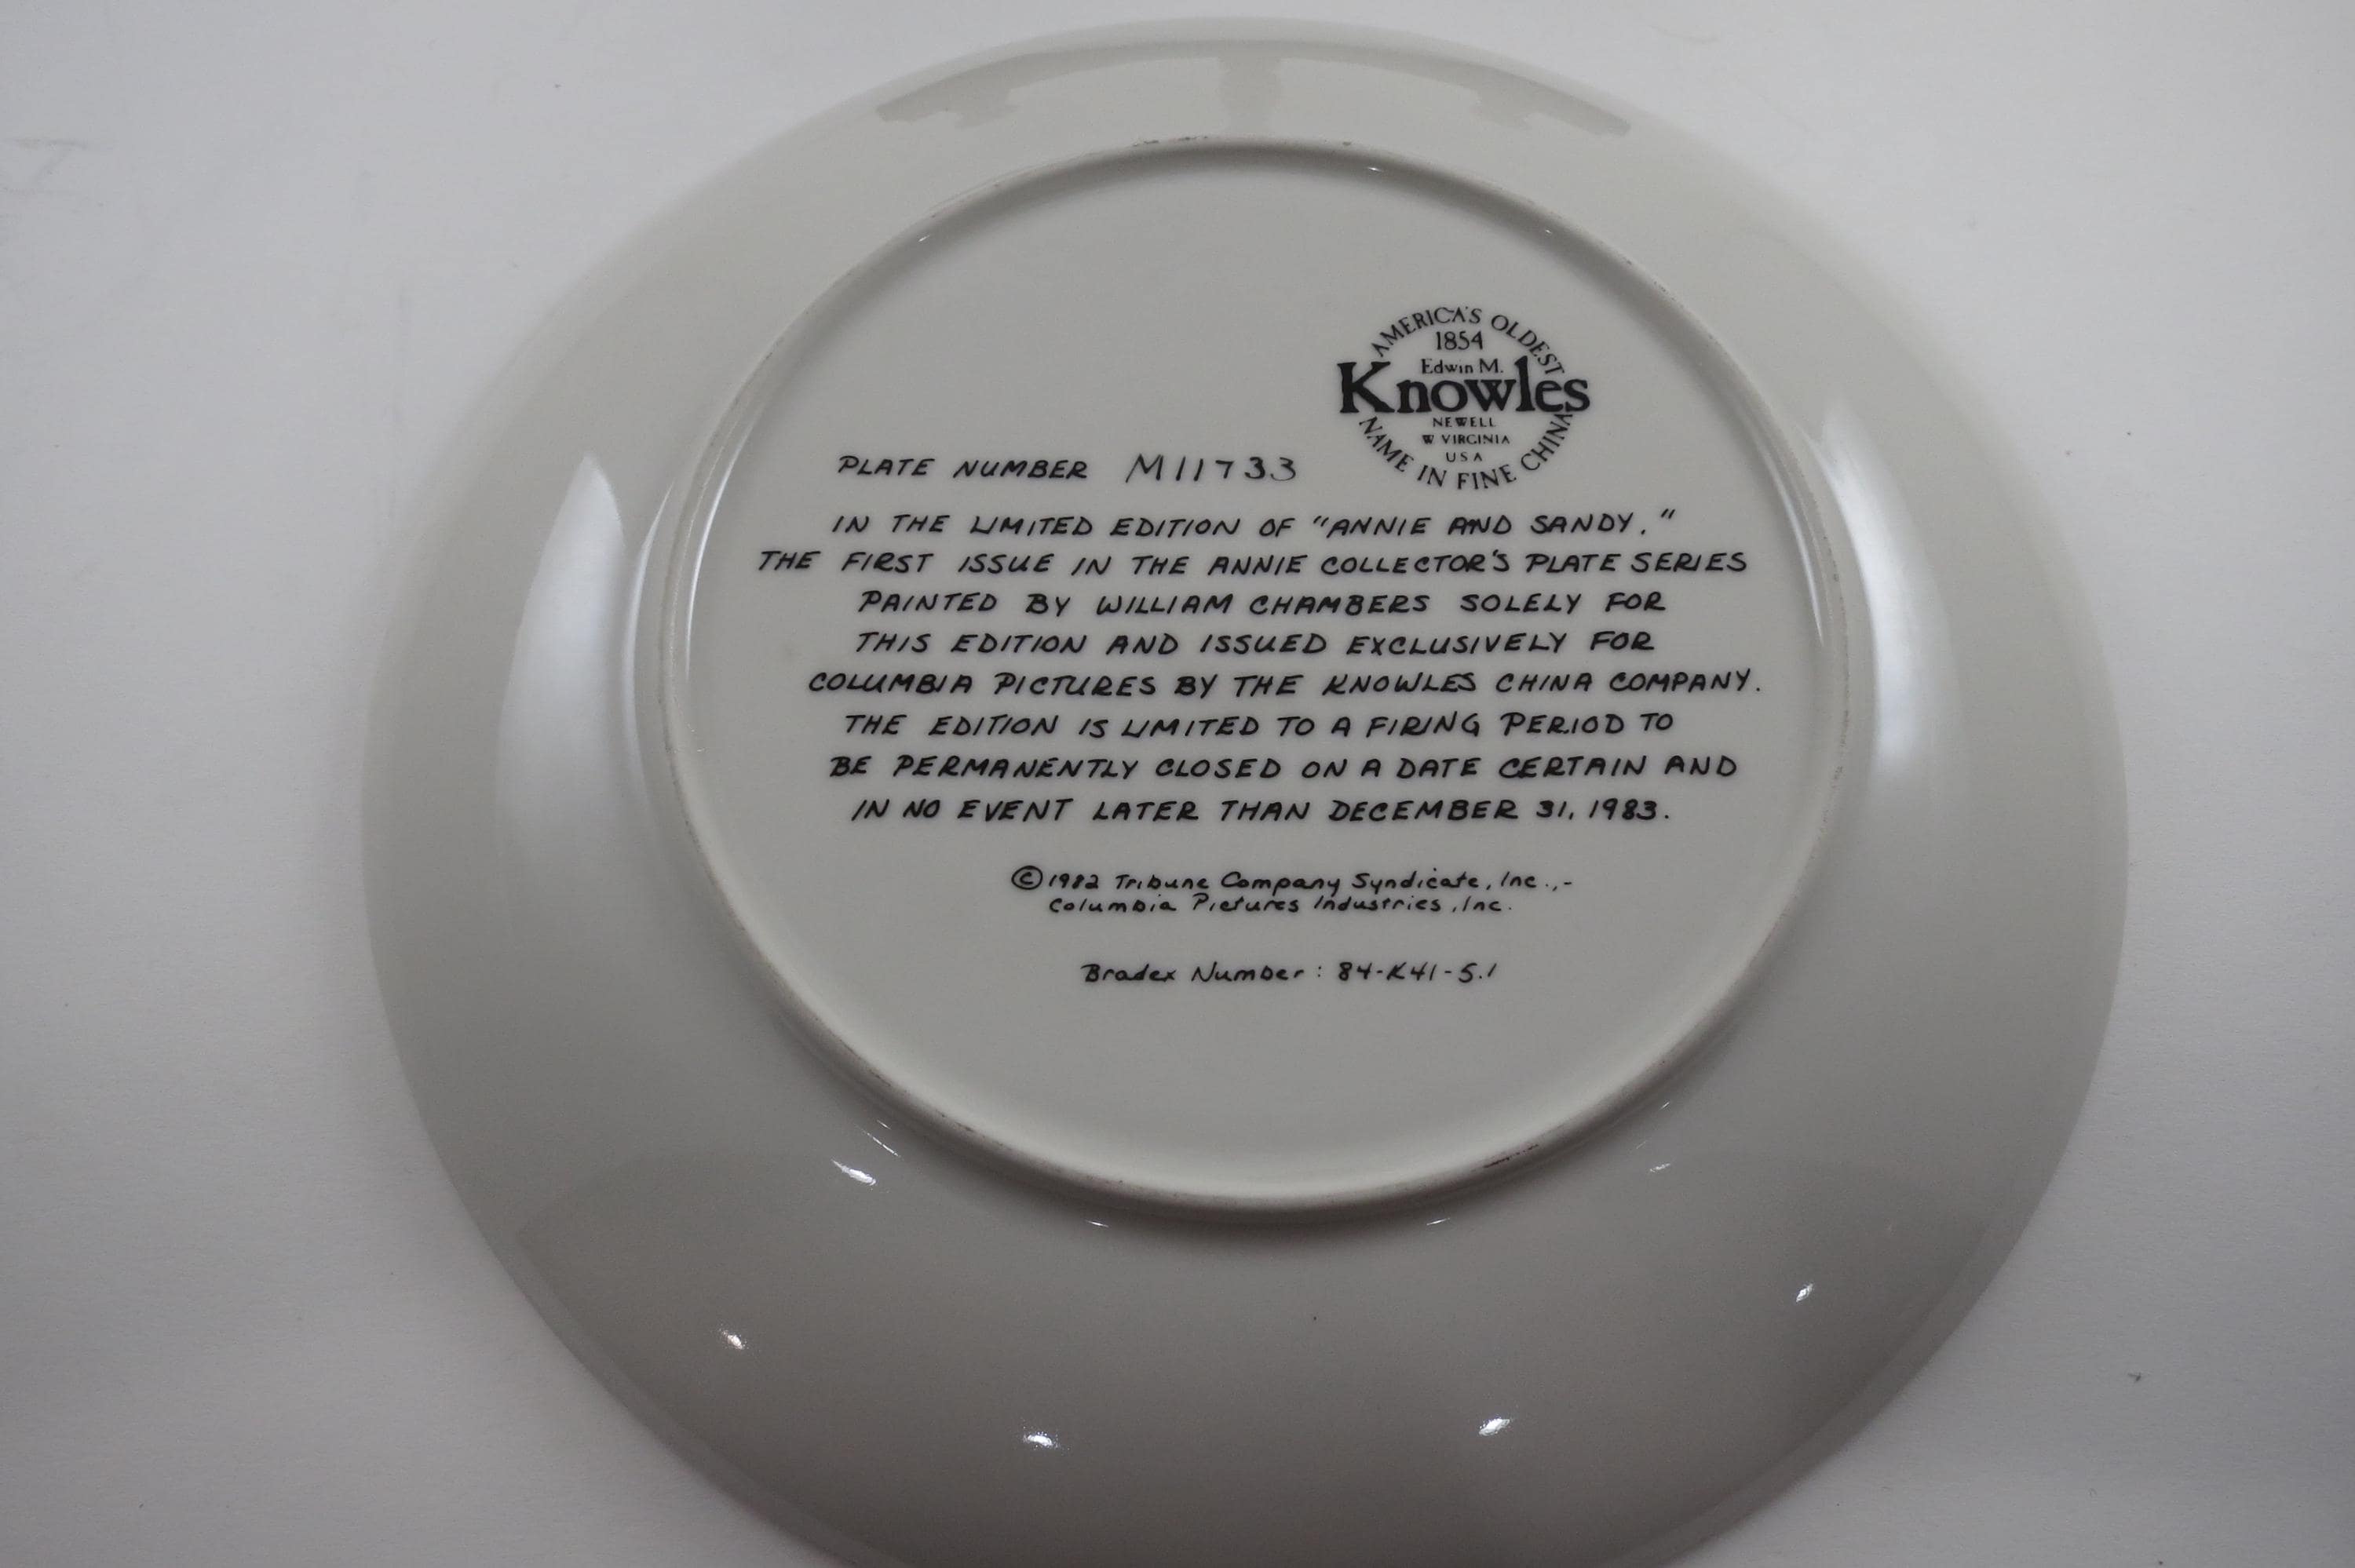 AMERICA'S OLDEST
1854
Edwin M.
Knowles
NEWELL
W VIRGINIA
USA
NAME IN FINE CHINA
PLATE NUMBER M11733
IN THE LIMITED EDITION OF "ANNIE AND SANDY."
THE FIRST ISSUE IN THE ANNIE COLLECTOR'S PLATE SERIES
PAINTED BY WILLIAM CHAMBERS SOLELY FOR
THIS EDITION AND ISSUED EXCLUSIVELY FOR
COLUMBIA PICTURES BY THE KNOWLES CHINA COMPANY.
THE EDITION IS LIMITED TO A FIRING PERIOD TO
BE PERMANENTLY CLOSED ON A DATE CERTAIN AND
IN NO EVENT LATER THAN DECEMBER 31, 1983.
©1982 Tribune Company Syndicate, Inc.,-
Columbia Pictures Industries, Inc.
Bradex Number: 84-K41-5.1